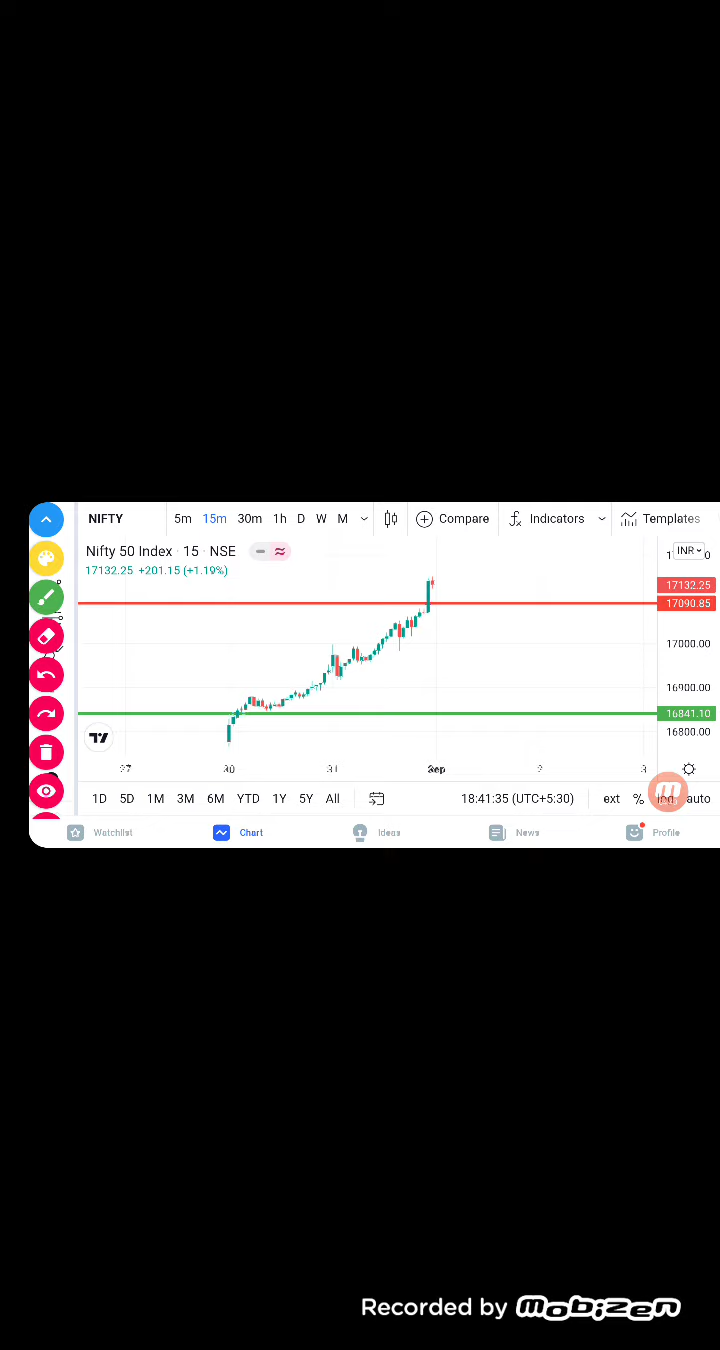 NIFTY 5m 15m 30m 1h D W M Compare Indicators Templates
Nifty 50 Index · 15 · NSE
INR
17132.25 +201.15 (+1.19%)
17132.25
17090.85
17000.00
16900.00
16841.10
16800.00
30 31 Sep 2 3
1D 5D 1M 3M 6M YTD 1Y 5Y All 18:41:35 (UTC+5:30) ext % log auto
Watchlist Chart Ideas News Profile
Recorded by Mobizen